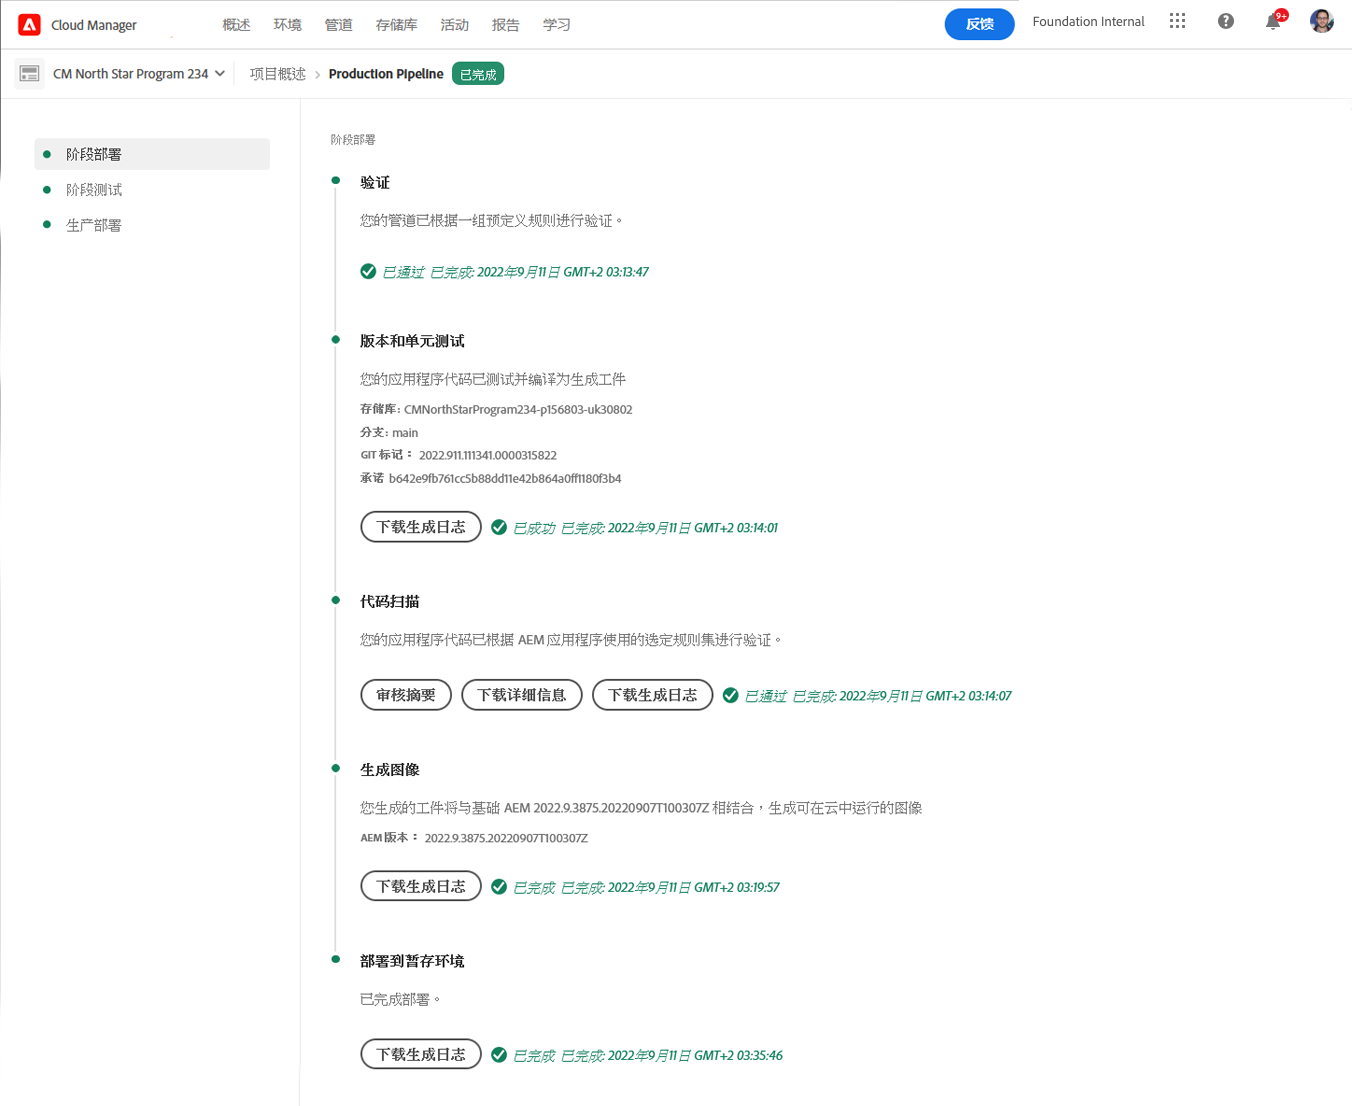 Cloud Manager 概述 环境 管道 存储库 活动 报告 学习 反馈 Foundation Internal 9+
CM North Star Program 234 项目概述 › Production Pipeline 已完成
阶段部署
阶段测试
生产部署
阶段部署
验证
您的管道已根据一组预定义规则进行验证。
已通过 已完成: 2022年9月11日 GMT+2 03:13:47
版本和单元测试
您的应用程序代码已测试并编译为生成工件
存储库: CMNorthStarProgram234-p156803-uk30802
分支: main
GIT 标记： 2022.911.111341.0000315822
承诺 b642e9fb761cc5b88dd11e42b864a0ff1180f3b4
下载生成日志 已成功 已完成: 2022年9月11日 GMT+2 03:14:01
代码扫描
您的应用程序代码已根据 AEM 应用程序使用的选定规则集进行验证。
审核摘要 下载详细信息 下载生成日志 已通过 已完成: 2022年9月11日 GMT+2 03:14:07
生成图像
您生成的工件将与基础 AEM 2022.9.3875.20220907T100307Z 相结合，生成可在云中运行的图像
AEM 版本： 2022.9.3875.20220907T100307Z
下载生成日志 已完成 已完成: 2022年9月11日 GMT+2 03:19:57
部署到暂存环境
已完成部署。
下载生成日志 已完成 已完成: 2022年9月11日 GMT+2 03:35:46